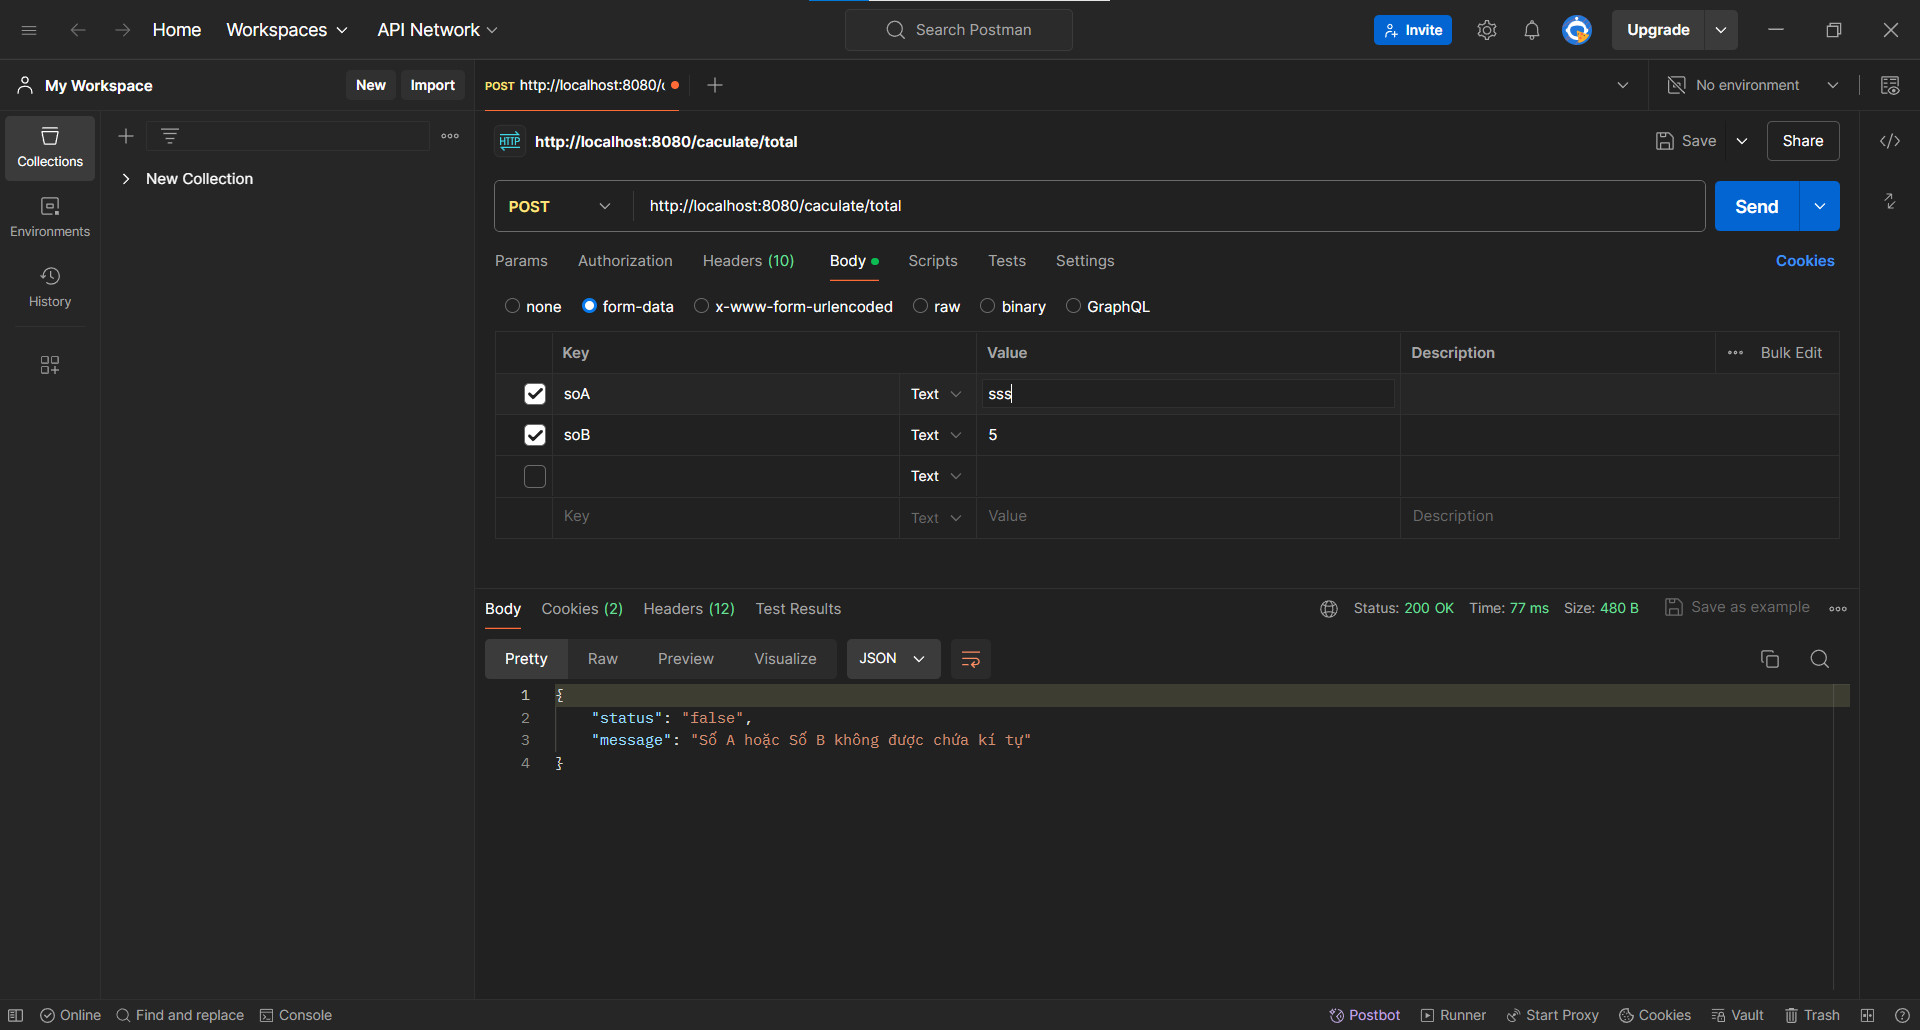 Home Workspaces API Network Search Postman Invite Upgrade
My Workspace New Import POST http://localhost:8080/ No environment
Collections
Environments
History
New Collection
HTTP http://localhost:8080/caculate/total Save Share
POST http://localhost:8080/caculate/total Send
Params Authorization Headers (10) Body Scripts Tests Settings Cookies
none form-data x-www-form-urlencoded raw binary GraphQL
Key Value Description Bulk Edit
soA Text sss
soB Text 5
Text
Key Text Value Description
Body Cookies (2) Headers (12) Test Results Status: 200 OK Time: 77 ms Size: 480 B Save as example
Pretty Raw Preview Visualize JSON
1 {
2 "status": "false",
3 "message": "Số A hoặc Số B không được chứa kí tự"
4 }
Online Find and replace Console Postbot Runner Start Proxy Cookies Vault Trash